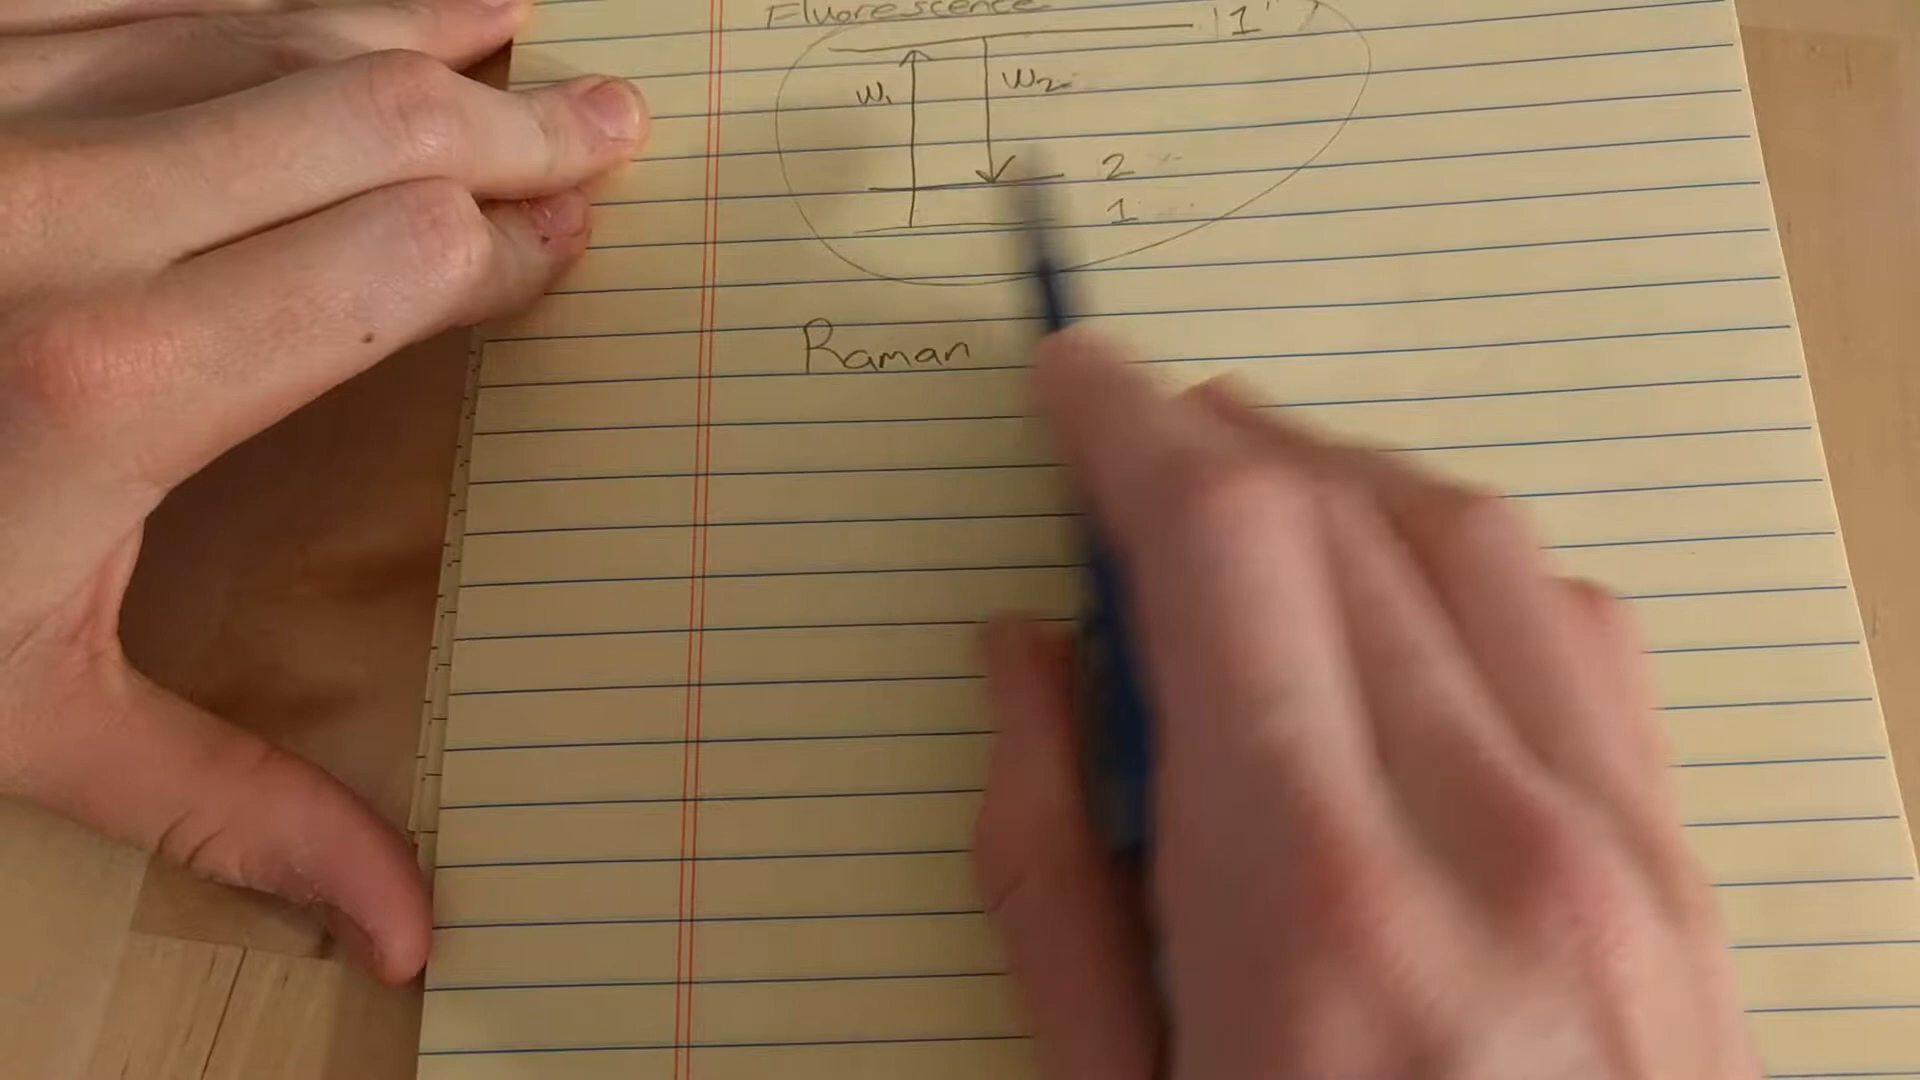 Fluorescence
1'
W₁ W₂
2
1
Raman